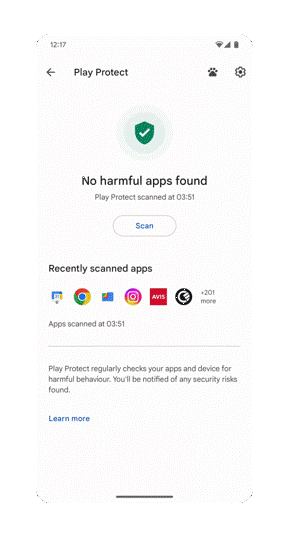 12:17
Play Protect
No harmful apps found
Play Protect scanned at 03:51
Scan
Recently scanned apps
AVIS
+201
more
Apps scanned at 03:51
Play Protect regularly checks your apps and device for
harmful behaviour. You'll be notified of any security risks
found.
Learn more